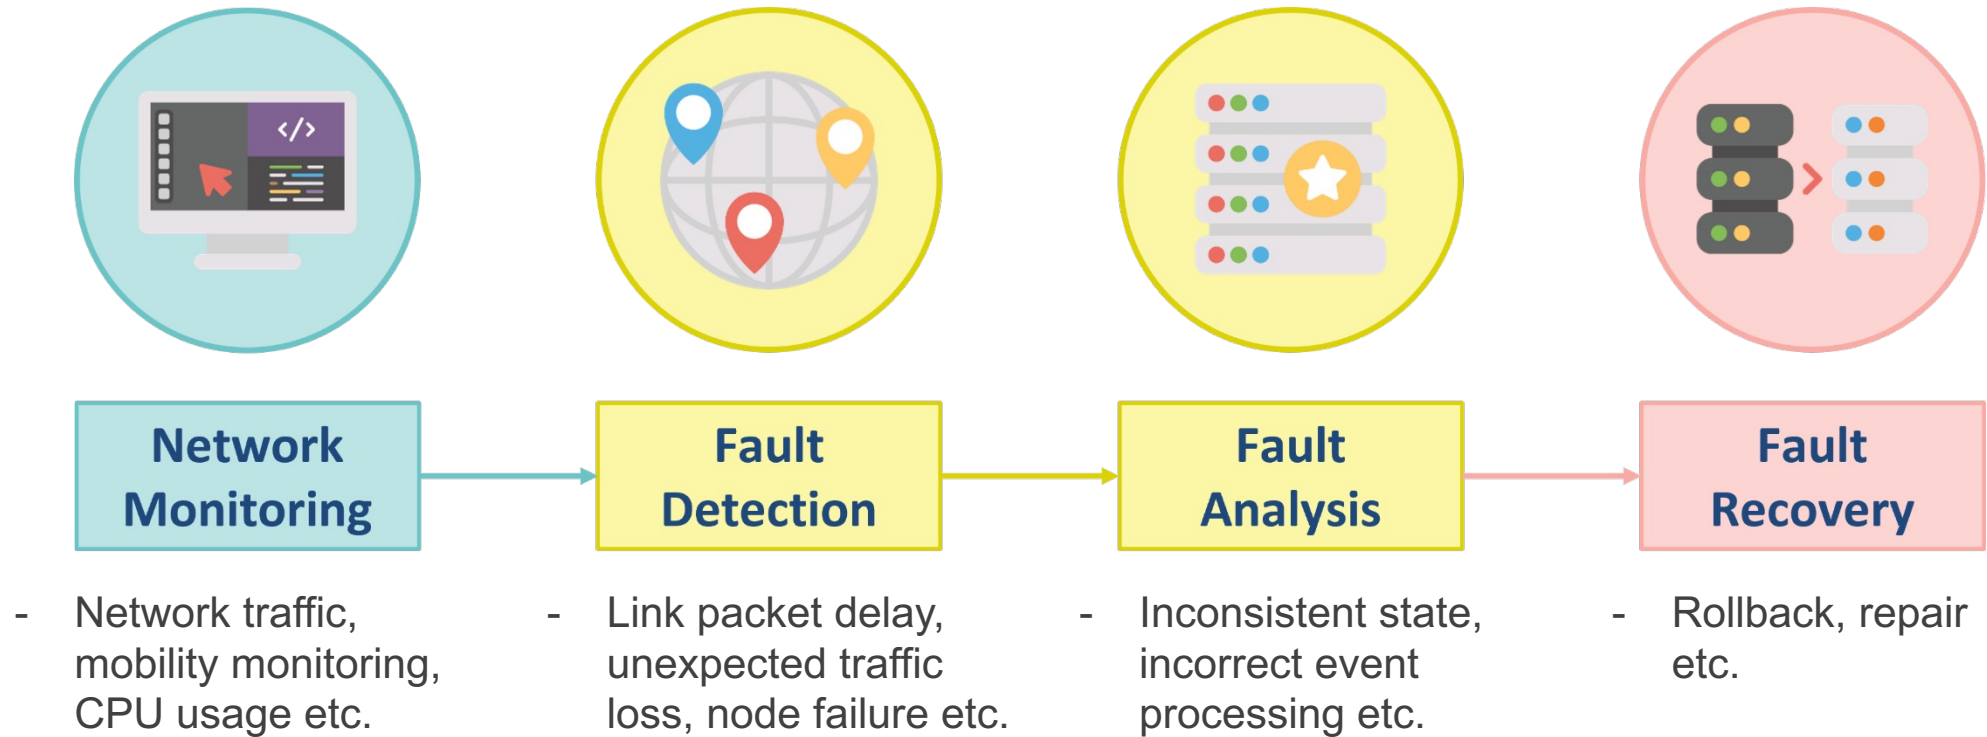 </>
Network
Monitoring
Fault
Detection
Fault
Analysis
Fault
Recovery
- Network traffic,
mobility monitoring,
CPU usage etc.
- Link packet delay,
unexpected traffic
loss, node failure etc.
- Inconsistent state,
incorrect event
processing etc.
- Rollback, repair
etc.